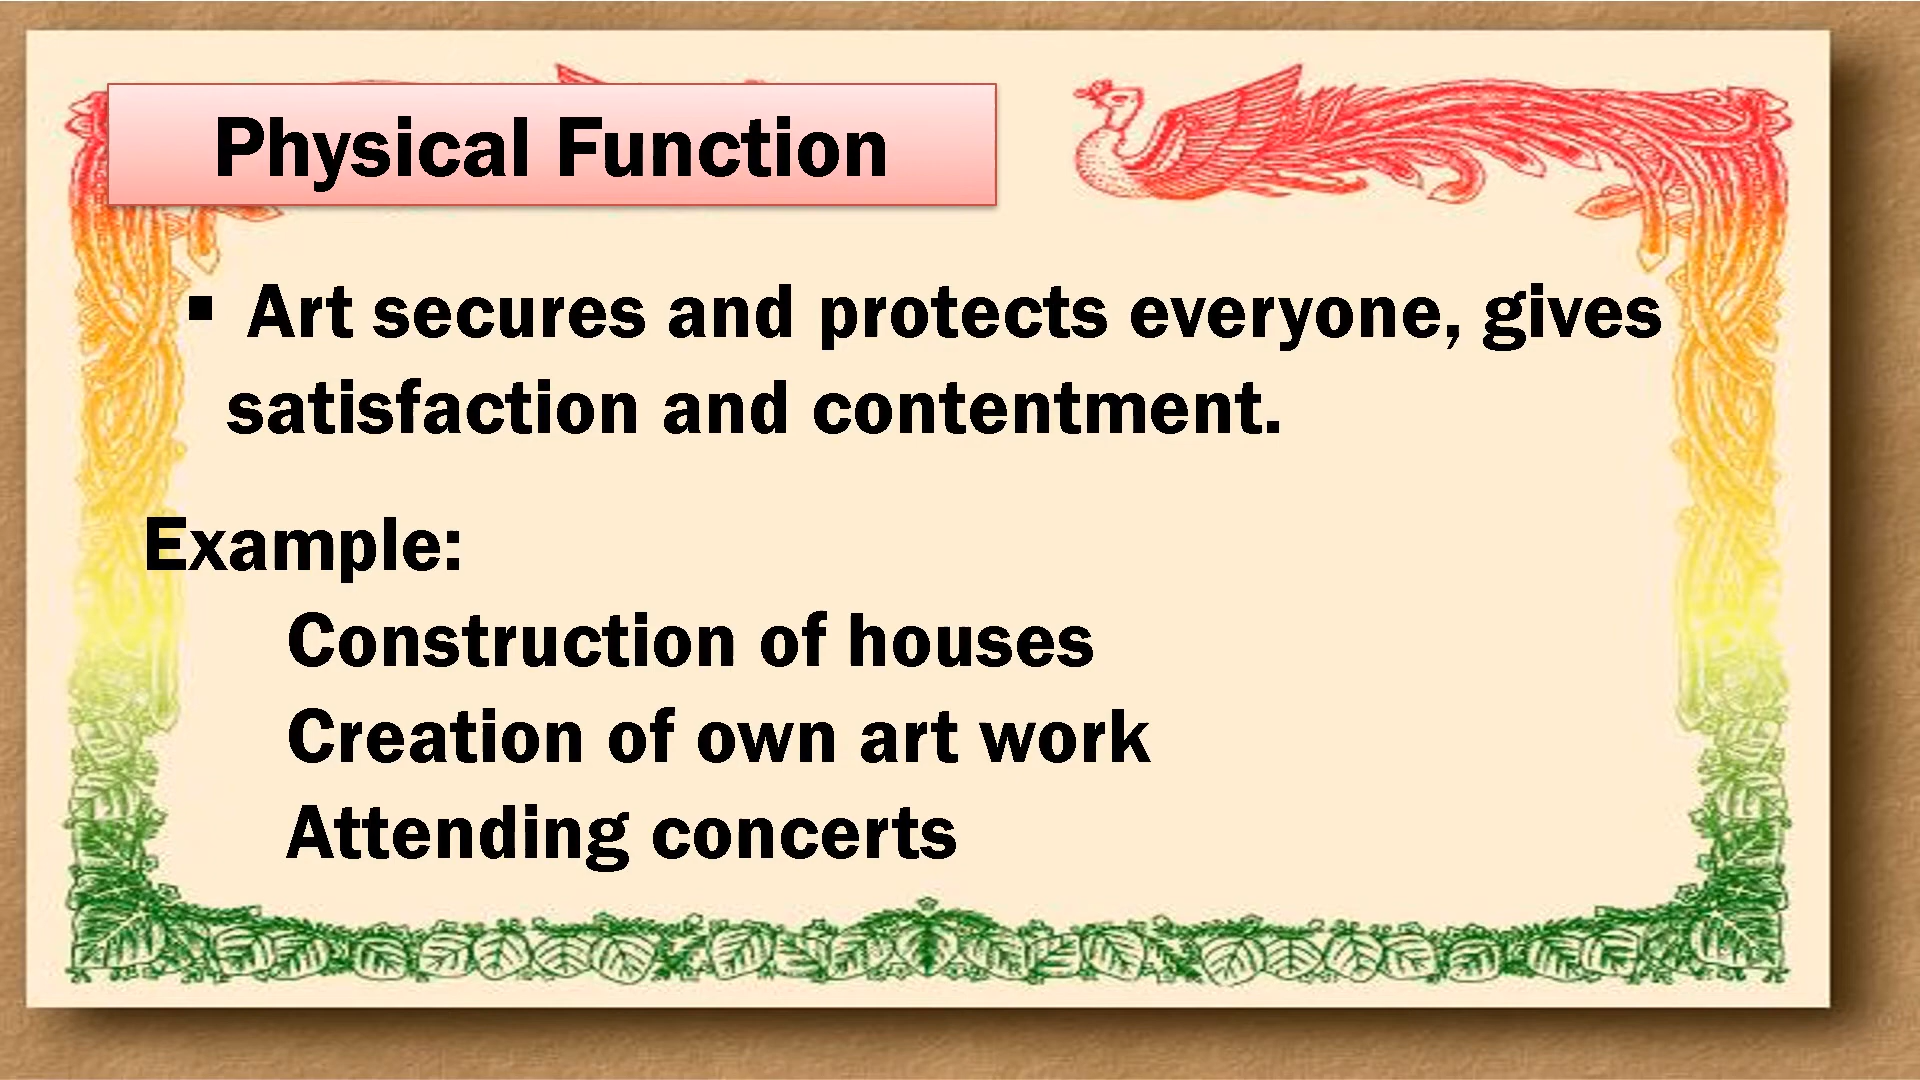 Physical Function
▪ Art secures and protects everyone, gives
satisfaction and contentment.
Example:
Construction of houses
Creation of own art work
Attending concerts